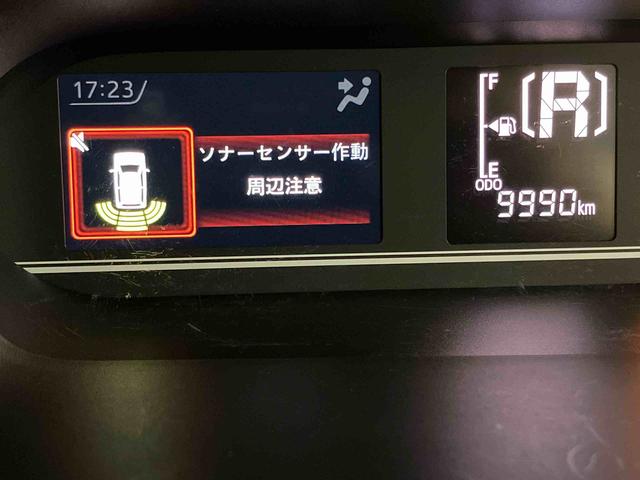 17:23
ソナーセンサー作動
周辺注意
F
(R)
E
ODO
9990km